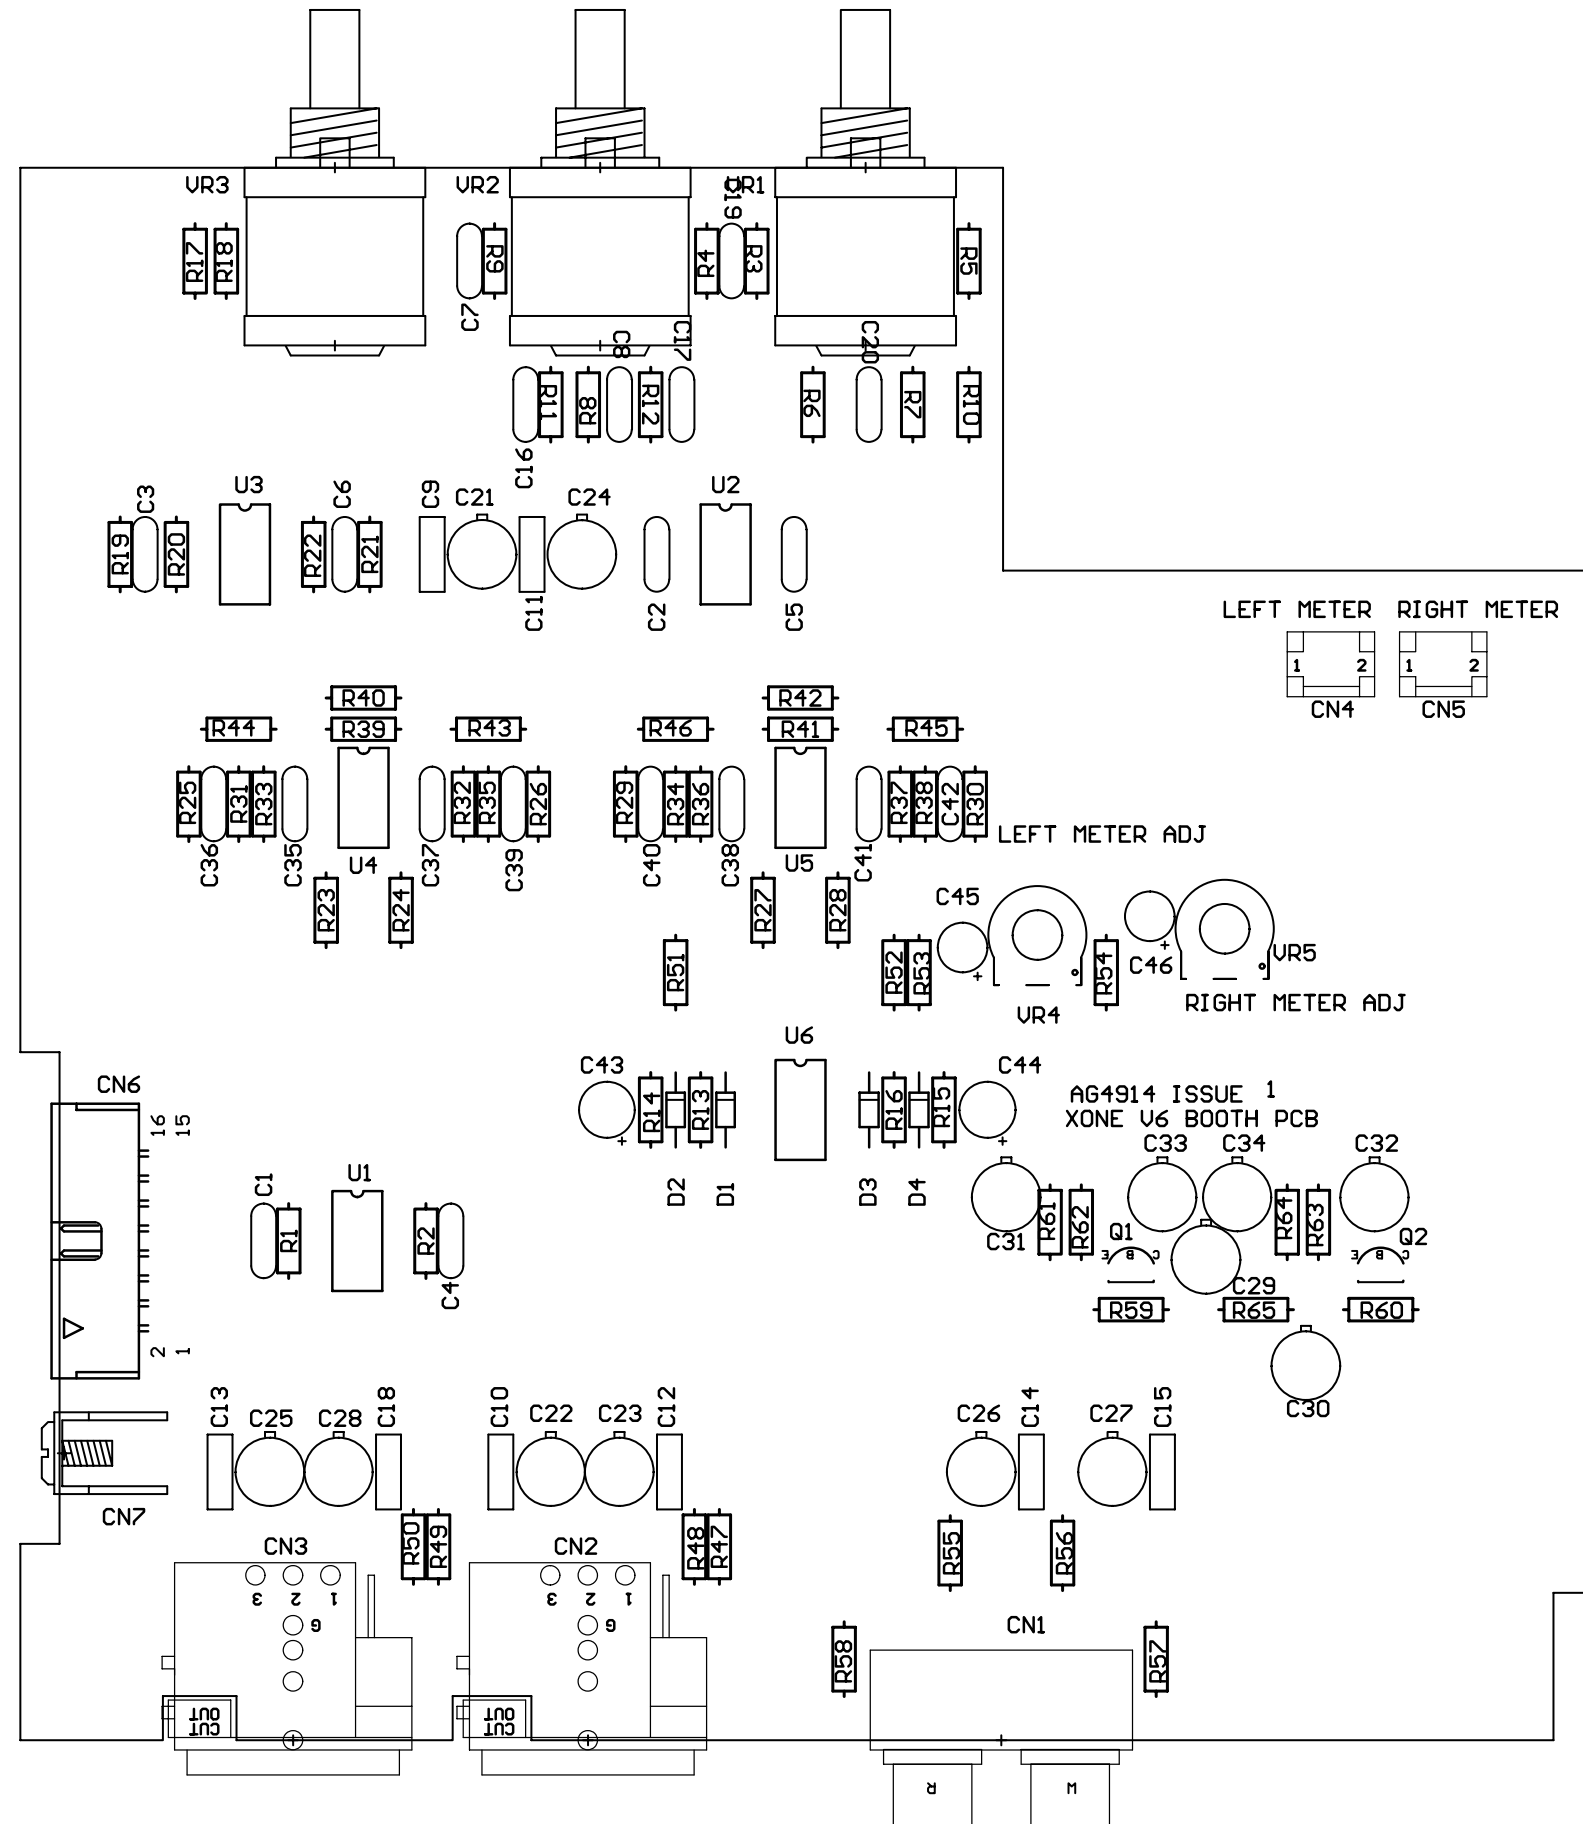 VR3
VR2
C19
VR1
R17
R18
C7
R9
R4
R3
R5
C8
C17
C20
C16
R11
R8
R12
R6
R7
R10
C3
U3
C6
C9
C21
C24
U2
R19
R20
R22
R21
C11
C2
C5
LEFT METER
RIGHT METER
1
2
1
2
CN4
CN5
R40
R42
R44
R39
R43
R46
R41
R45
R25
R31
R33
R32
R35
R26
R29
R34
R36
R37
R38
C42
R30
LEFT METER ADJ
C36
C35
U4
C37
C39
C40
C38
U5
C41
R23
R24
R27
R28
C45
R51
R52
R53
R54
C46
VR5
VR4
RIGHT METER ADJ
U6
CN6
16
15
C43
R14
R13
R16
R15
C44
AG4914 ISSUE 1
XONE V6 BOOTH PCB
C33
C34
C32
C1
U1
D2
D1
D3
D4
R1
R2
C4
C31
R61
R62
Q1
E B C
R64
R63
Q2
E B C
C29
R59
R65
R60
2
1
C30
C13
C25
C28
C18
C10
C22
C23
C12
C26
C14
C27
C15
CN7
CN3
R50
R49
CN2
R48
R47
R55
R56
3 2 1
G
3 2 1
G
CN1
R58
R57
CUT
OUT
CUT
OUT
R
W